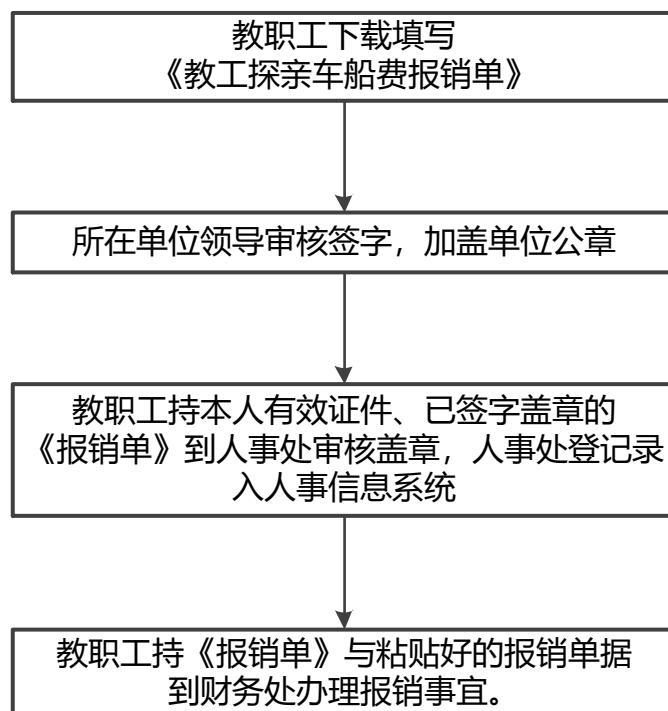 教职工下载填写
《教工探亲车船费报销单》
所在单位领导审核签字，加盖单位公章
教职工持本人有效证件、已签字盖章的
《报销单》到人事处审核盖章，人事处登记录
入人事信息系统
教职工持《报销单》与粘贴好的报销单据
到财务处办理报销事宜。